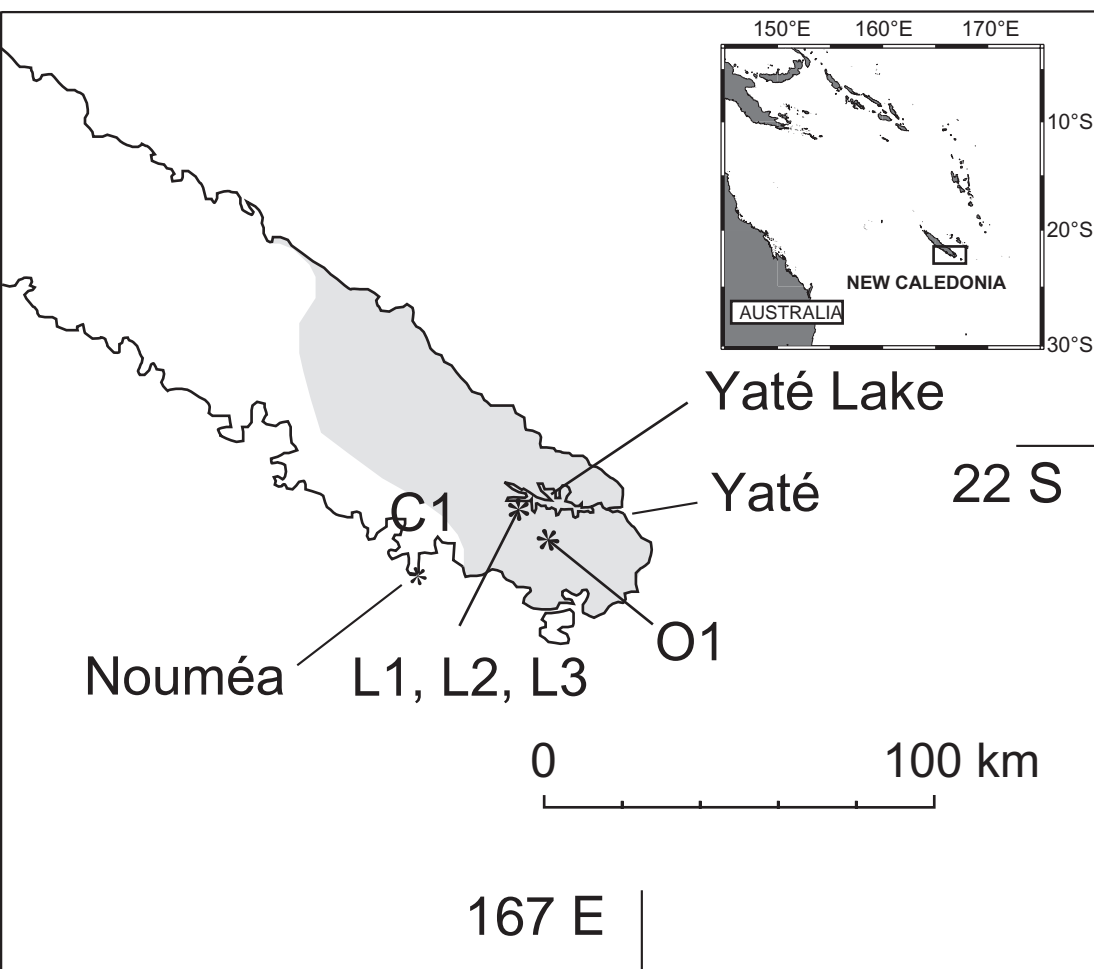 150°E 160°E 170°E
10°S
20°S
NEW CALEDONIA
AUSTRALIA
30°S
Yaté Lake
22 S
Yaté
C1
O1
Nouméa
L1, L2, L3
0 100 km
167 E